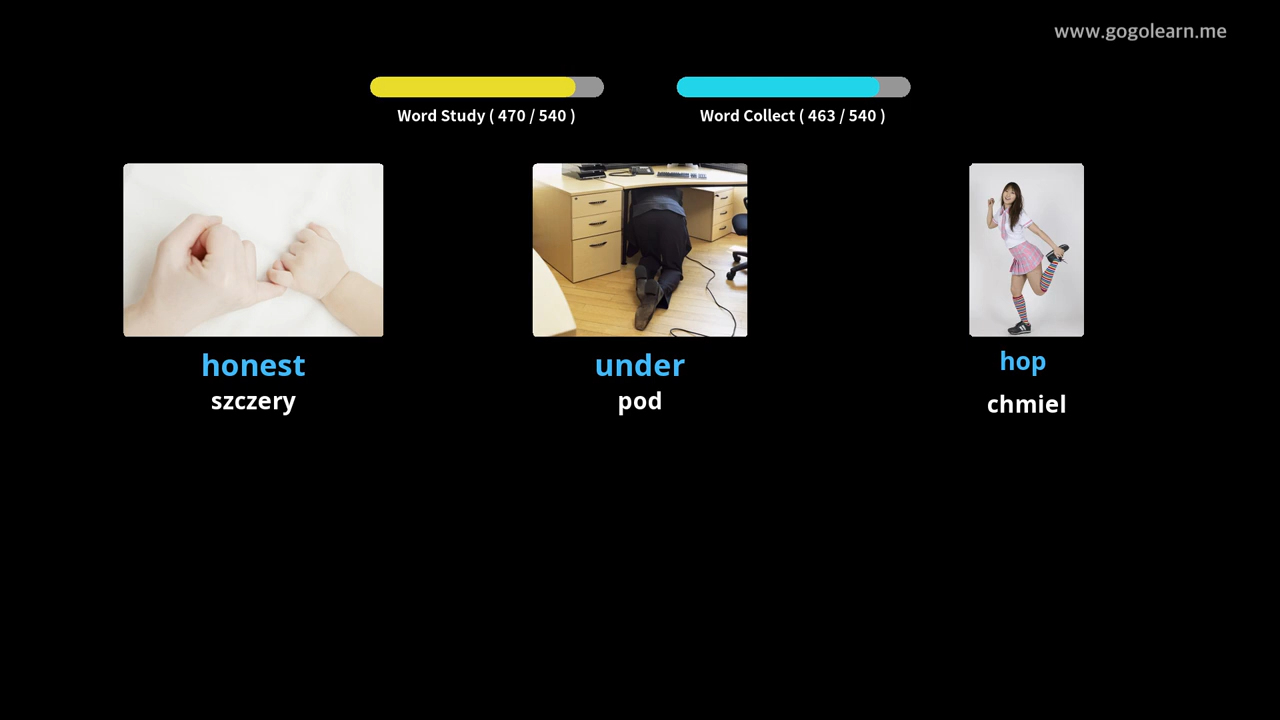 www.gogolearn.me
Word Study ( 470 / 540 )
Word Collect ( 463 / 540 )
honest
szczery
under
pod
hop
chmiel